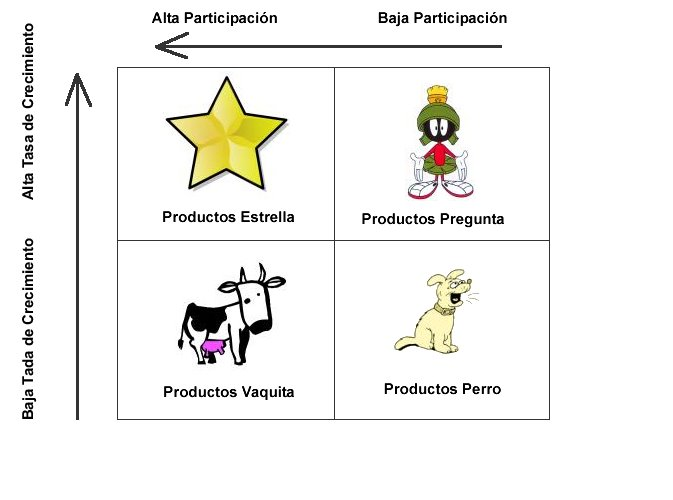 Alta Participación
Baja Participación
Alta Tasa de Crecimiento
Productos Estrella
Productos Pregunta
Baja Tada de Crecimiento
Productos Vaquita
Productos Perro